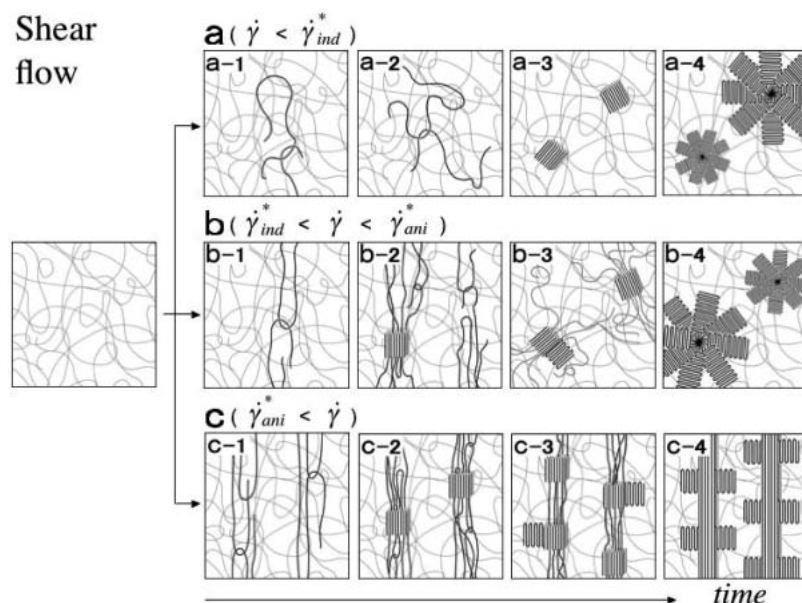 Shear
flow
a ( γ̇ < γ̇*ind )
a-1 a-2 a-3 a-4
b ( γ̇*ind < γ̇ < γ̇*ani )
b-1 b-2 b-3 b-4
c ( γ̇*ani < γ̇ )
c-1 c-2 c-3 c-4
time